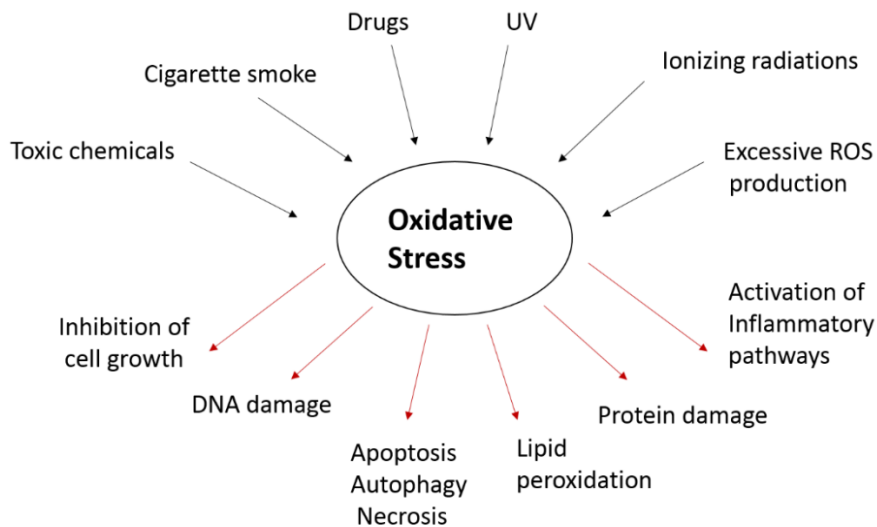 Drugs
UV
Cigarette smoke
Ionizing radiations
Toxic chemicals
Excessive ROS
production
Oxidative
Stress
Inhibition of
cell growth
DNA damage
Apoptosis
Autophagy
Necrosis
Lipid
peroxidation
Protein damage
Activation of
Inflammatory
pathways